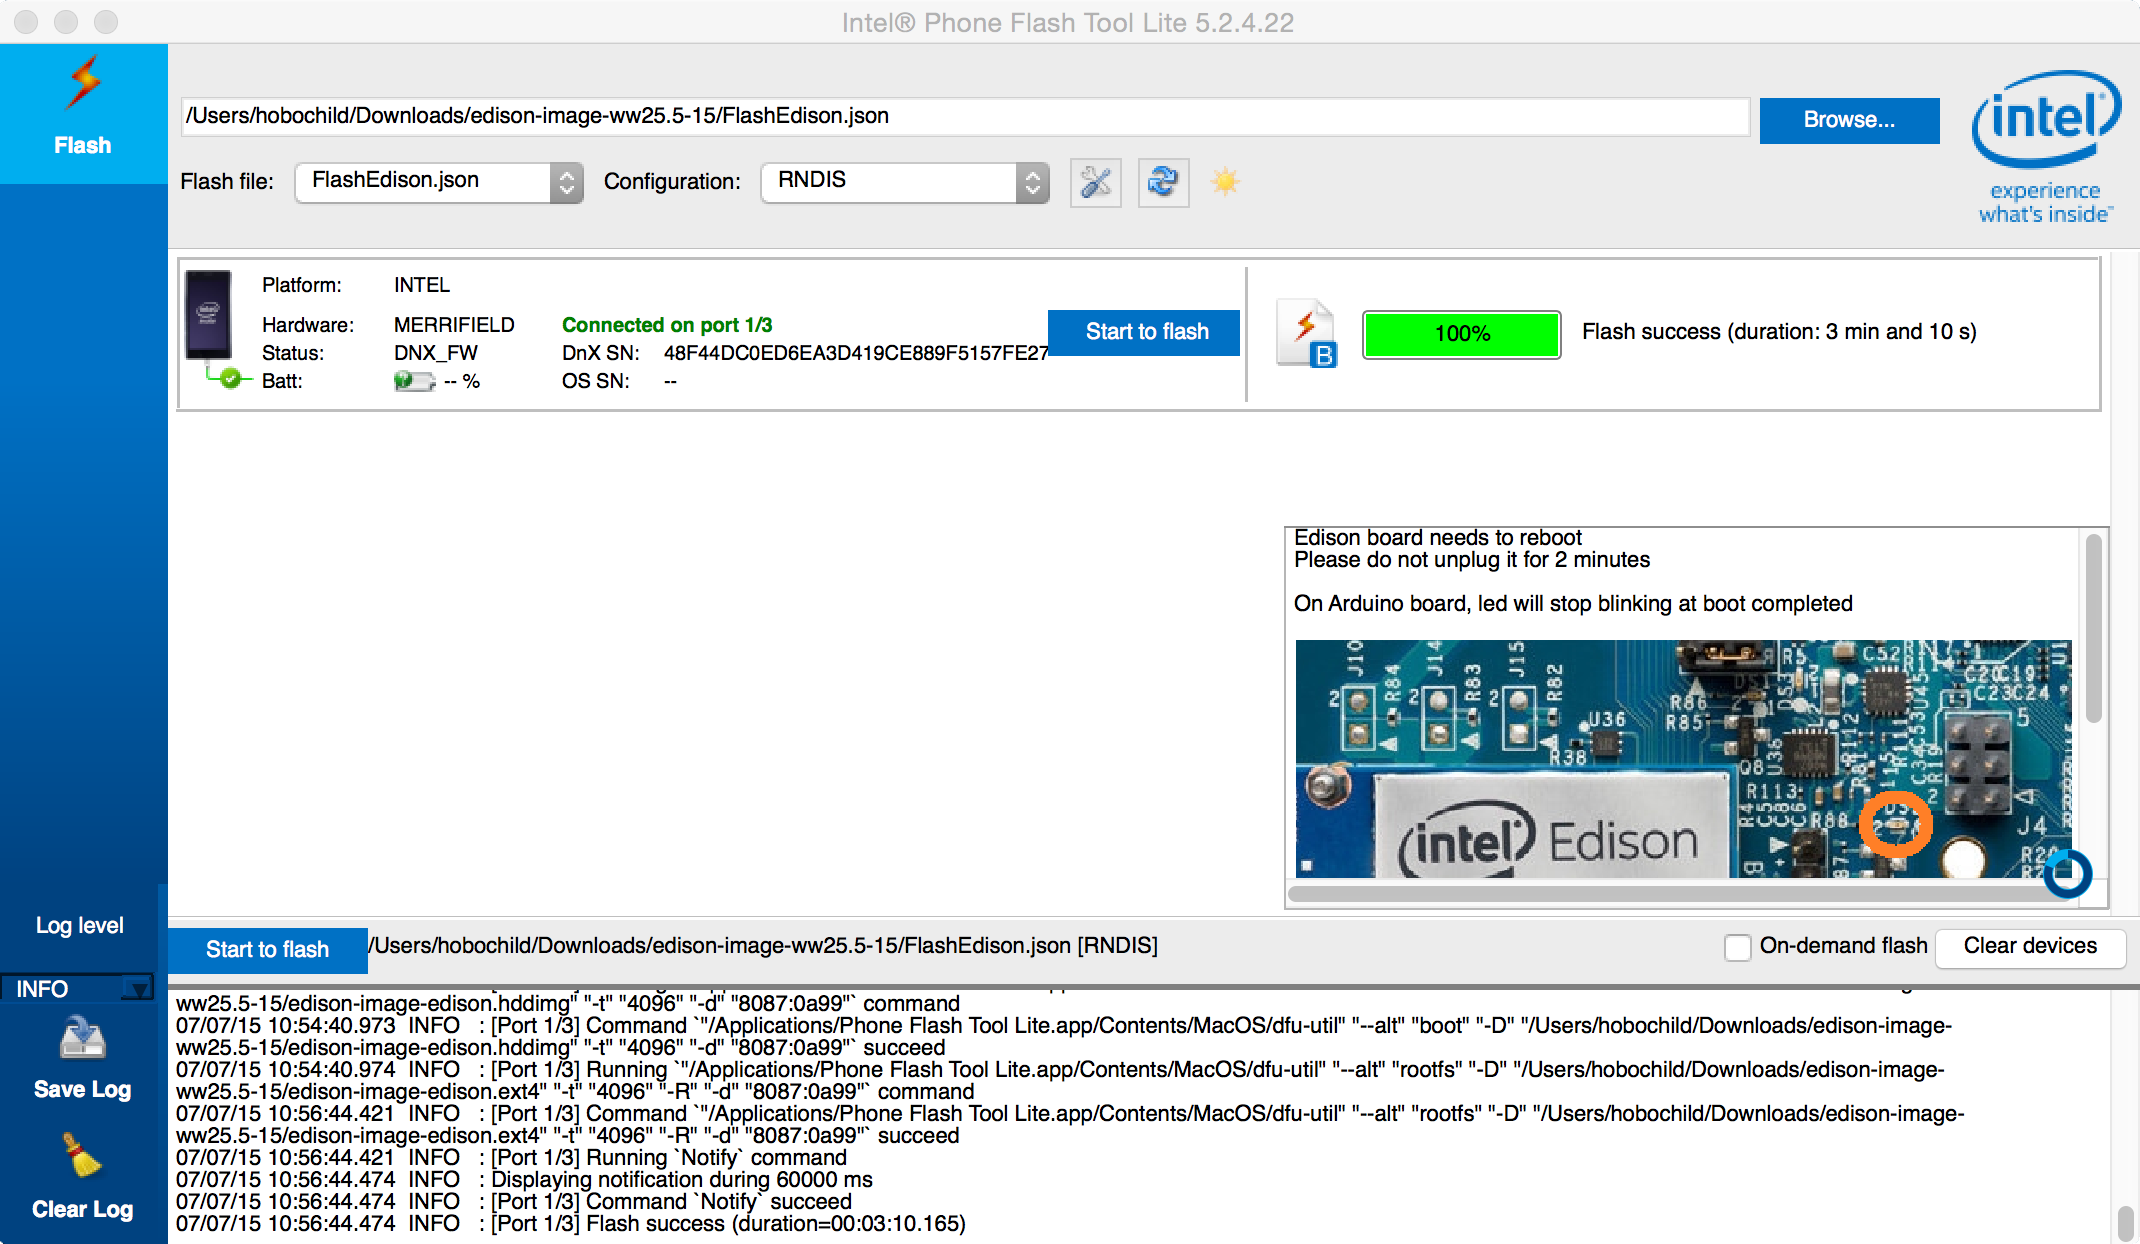 Intel® Phone Flash Tool Lite 5.2.4.22
Flash
/Users/hobochild/Downloads/edison-image-ww25.5-15/FlashEdison.json
Browse...
intel
experience
what's inside™
Flash file:
FlashEdison.json
Configuration:
RNDIS
Platform: INTEL
Hardware: MERRIFIELD Connected on port 1/3
Status: DNX_FW DnX SN: 48F44DC0ED6EA3D419CE889F5157FE27
Batt: -- % OS SN: --
Start to flash
B
100%
Flash success (duration: 3 min and 10 s)
Edison board needs to reboot
Please do not unplug it for 2 minutes
On Arduino board, led will stop blinking at boot completed
J10
J14
J15
R84
R83
R82
2
2
2
U36
R38
R86
R85
C52
5
Q8
R113
R88
J4
intel Edison
Log level
INFO
Start to flash
/Users/hobochild/Downloads/edison-image-ww25.5-15/FlashEdison.json [RNDIS]
On-demand flash
Clear devices
ww25.5-15/edison-image-edison.hddimg" "-t" "4096" "-d" "8087:0a99"` command
07/07/15 10:54:40.973 INFO : [Port 1/3] Command `"/Applications/Phone Flash Tool Lite.app/Contents/MacOS/dfu-util" "--alt" "boot" "-D" "/Users/hobochild/Downloads/edison-image-
ww25.5-15/edison-image-edison.hddimg" "-t" "4096" "-d" "8087:0a99"` succeed
07/07/15 10:54:40.974 INFO : [Port 1/3] Running `"/Applications/Phone Flash Tool Lite.app/Contents/MacOS/dfu-util" "--alt" "rootfs" "-D" "/Users/hobochild/Downloads/edison-image-
ww25.5-15/edison-image-edison.ext4" "-t" "4096" "-R" "-d" "8087:0a99"` command
07/07/15 10:56:44.421 INFO : [Port 1/3] Command `"/Applications/Phone Flash Tool Lite.app/Contents/MacOS/dfu-util" "--alt" "rootfs" "-D" "/Users/hobochild/Downloads/edison-image-
ww25.5-15/edison-image-edison.ext4" "-t" "4096" "-R" "-d" "8087:0a99"` succeed
07/07/15 10:56:44.421 INFO : [Port 1/3] Running `Notify` command
07/07/15 10:56:44.474 INFO : Displaying notification during 60000 ms
07/07/15 10:56:44.474 INFO : [Port 1/3] Command `Notify` succeed
07/07/15 10:56:44.474 INFO : [Port 1/3] Flash success (duration=00:03:10.165)
Save Log
Clear Log